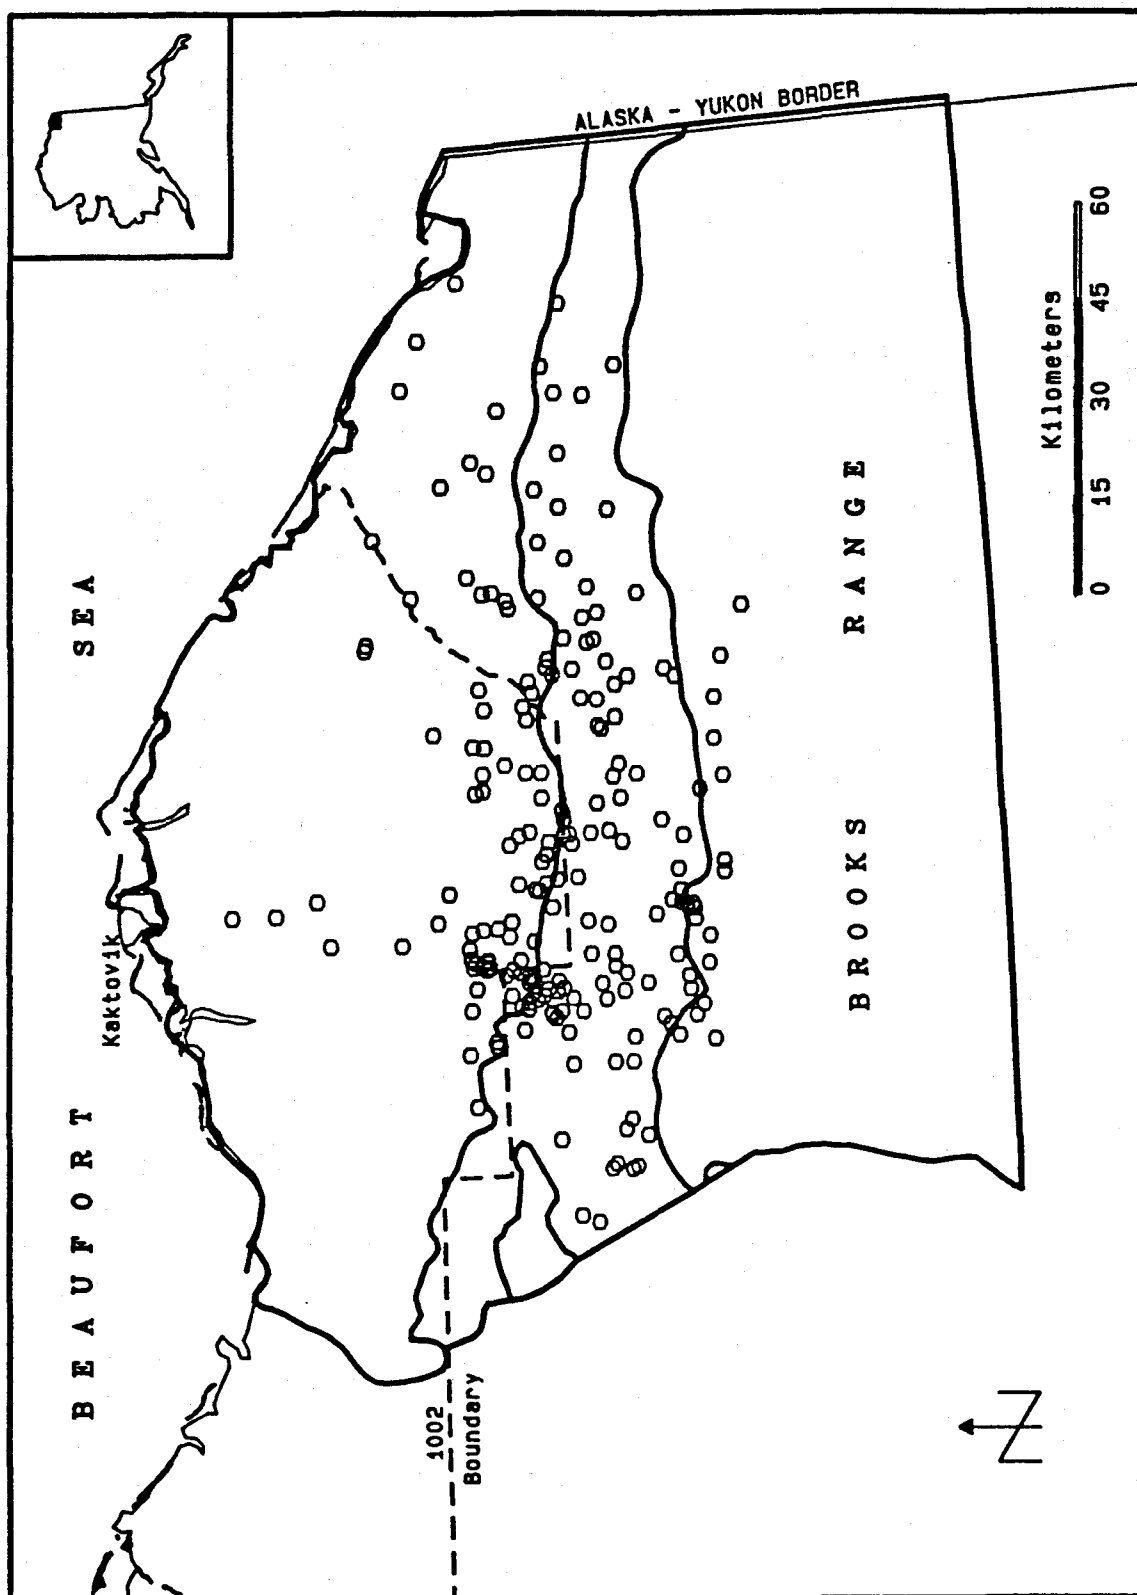 ALASKA - YUKON BORDER
BEAUFORT SEA
Kaktovik
1002
Boundary
BROOKS RANGE
Kilometers
0 15 30 45 60
N